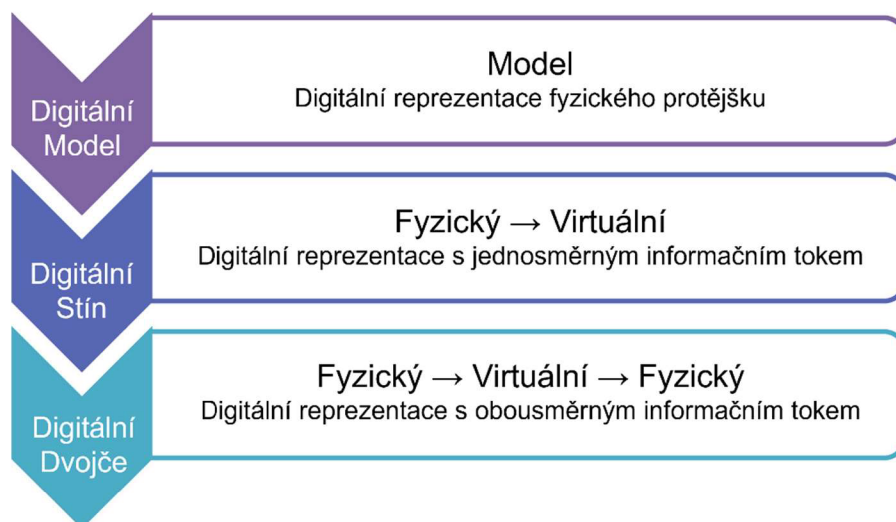 Digitální
Model
Model
Digitální reprezentace fyzického protějšku
Digitální
Stín
Fyzický → Virtuální
Digitální reprezentace s jednosměrným informačním tokem
Digitální
Dvojče
Fyzický → Virtuální → Fyzický
Digitální reprezentace s obousměrným informačním tokem